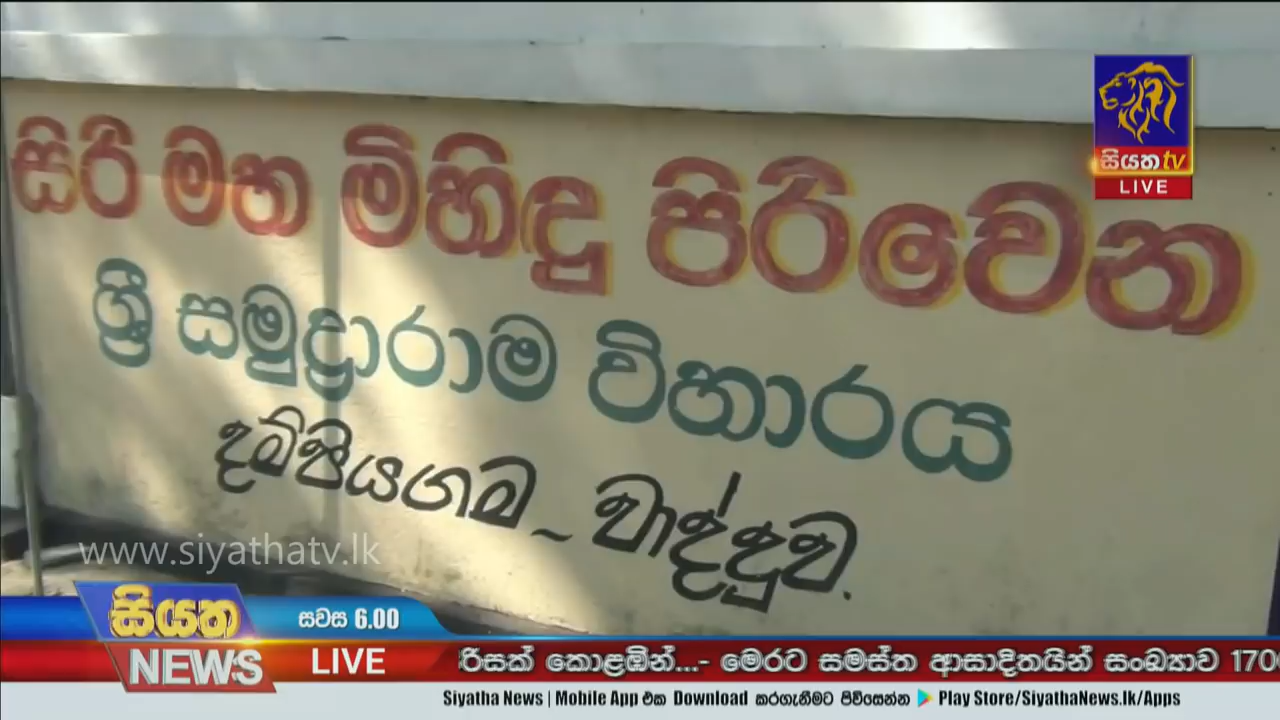 සියත tv
LIVE
සිරි මත මිහිඳු පිරිවෙන
ශ්‍රී සමුද්‍රාරාම විහාරය
දම්පියගම ~ වාද්දුව.
www.siyathatv.lk
සියත
NEWS
සවස 6.00
LIVE
රිසක් කොළඹින්...- මෙරට සමස්ත ආසාදිතයින් සංඛ්‍යාව 1700
Siyatha News | Mobile App එක Download කරගැනීමට පිවිසෙන්න Play Store/SiyathaNews.lk/Apps